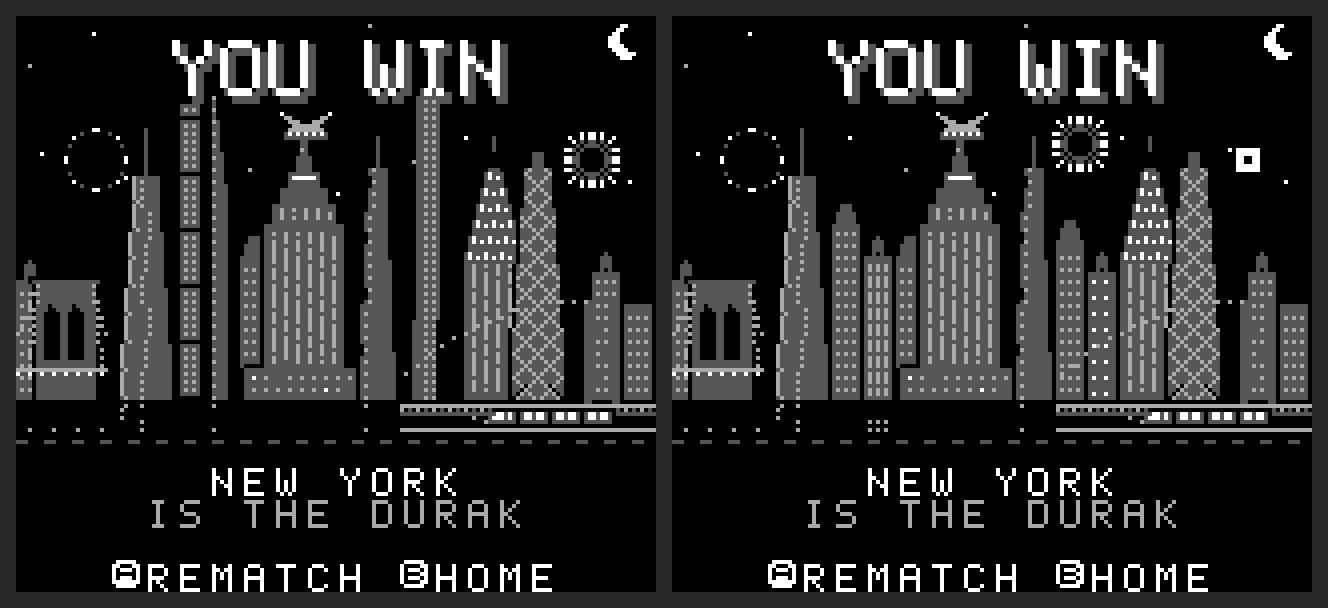 YOU WIN
NEW YORK
IS THE DURAK
A REMATCH B HOME
YOU WIN
NEW YORK
IS THE DURAK
A REMATCH B HOME